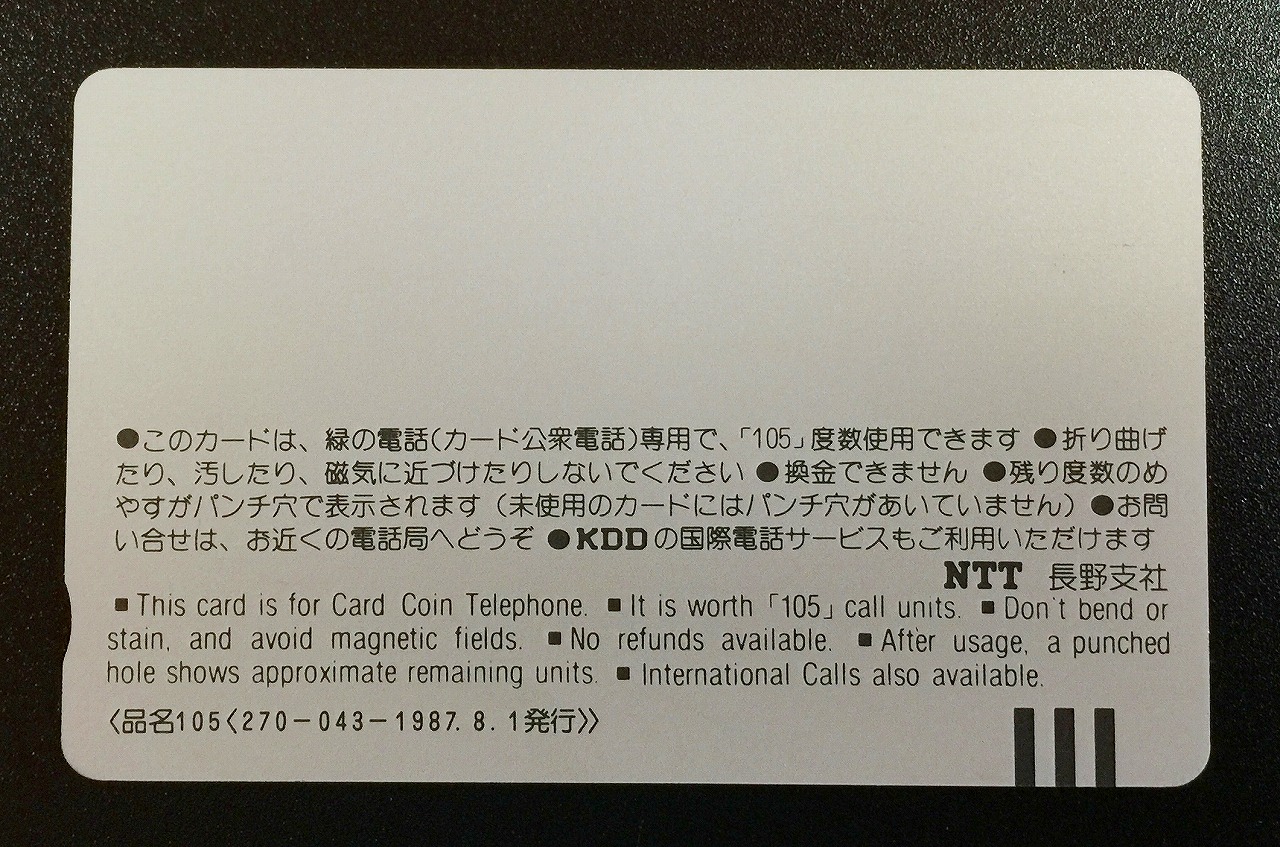 ●このカードは、緑の電話(カード公衆電話)専用で、「105」度数使用できます ●折り曲げ
たり、汚したり、磁気に近づけたりしないでください ●換金できません ●残り度数のめ
やすがパンチ穴で表示されます（未使用のカードにはパンチ穴があいていません）●お問
い合せは、お近くの電話局へどうぞ ●KDDの国際電話サービスもご利用いただけます
NTT 長野支社
■This card is for Card Coin Telephone. ■It is worth「105」call units. ■Don't bend or
stain, and avoid magnetic fields. ■No refunds available. ■After usage, a punched
hole shows approximate remaining units. ■International Calls also available.
〈品名105〈270-043-1987.8.1発行〉〉